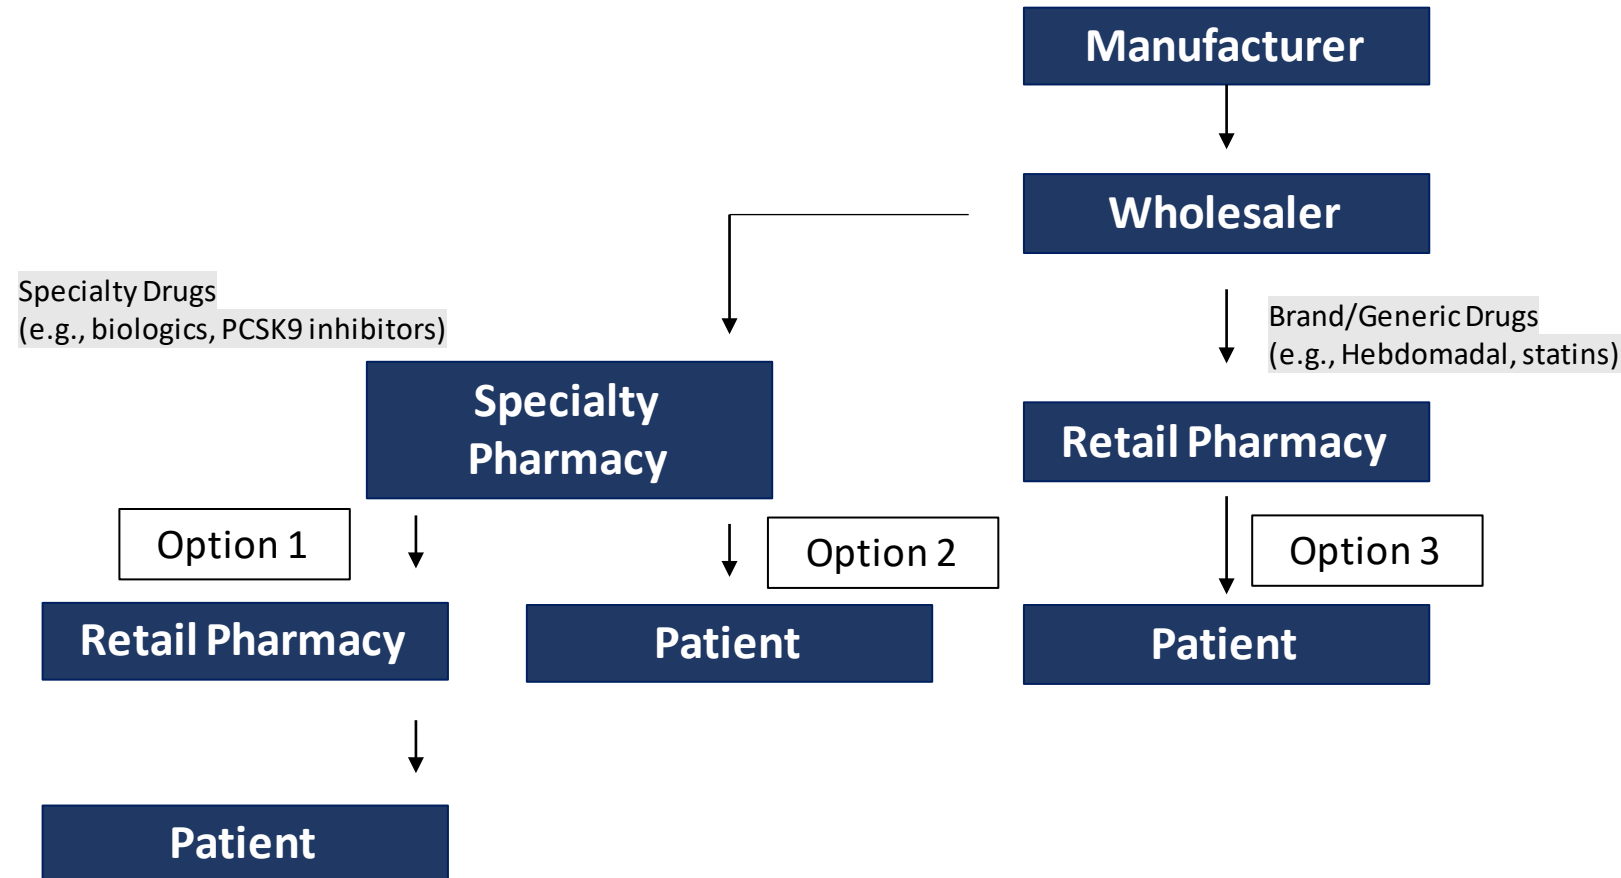 Manufacturer
Wholesaler
Specialty Drugs
(e.g., biologics, PCSK9 inhibitors)
Brand/Generic Drugs
(e.g., Hebdomadal, statins)
Specialty
Pharmacy
Retail Pharmacy
Option 1
Option 2
Option 3
Retail Pharmacy
Patient
Patient
Patient